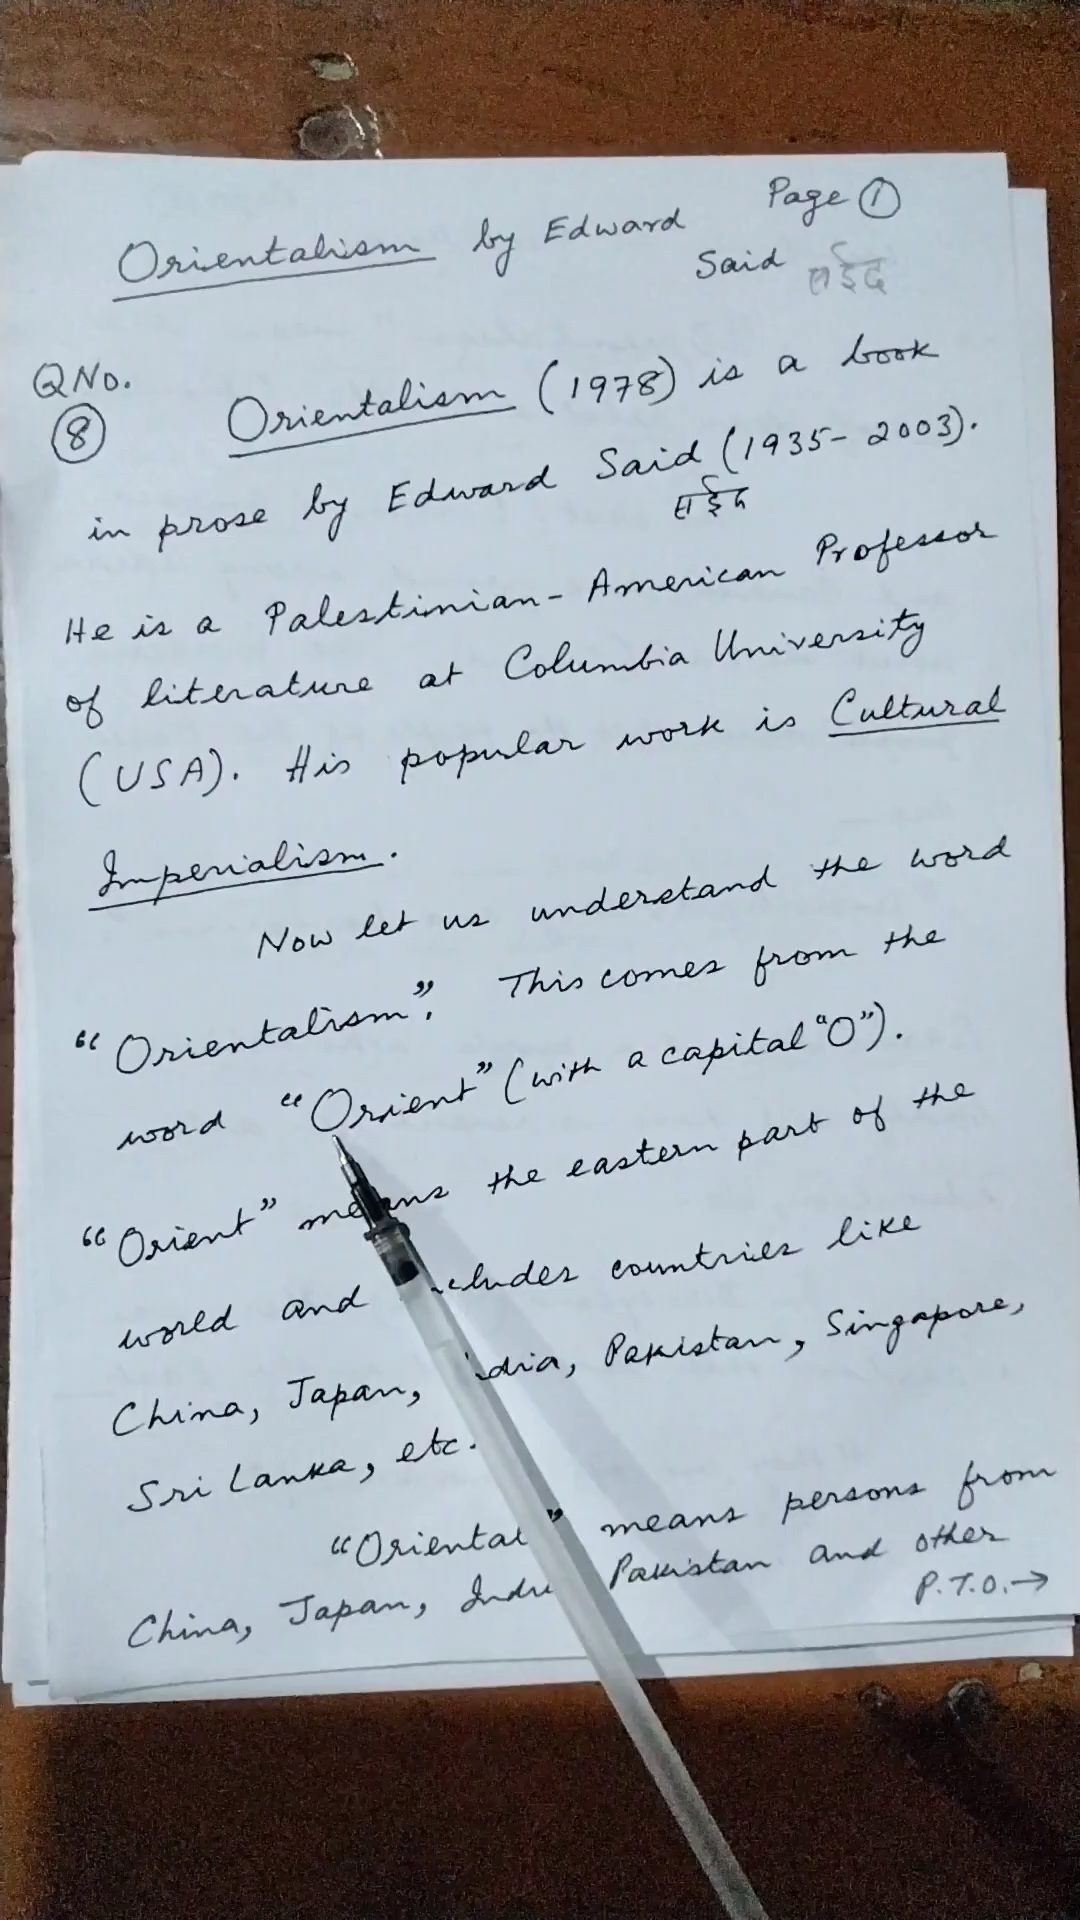 Page ①
Orientalism by Edward
Said सईद
QNo.
⑧ Orientalism (1978) is a book
in prose by Edward Said (1935-2003).
सईद
He is a Palestinian-American Professor
of literature at Columbia University
(USA). His popular work is Cultural
Imperialism.
Now let us understand the word
"Orientalism". This comes from the
word "Orient" (with a capital "O").
"Orient" means the eastern part of the
world and cludes countries like
China, Japan, dia, Pakistan, Singapore,
Sri Lanka, etc.
"Oriental" means persons from
China, Japan, Pakistan and other
P.T.O.→